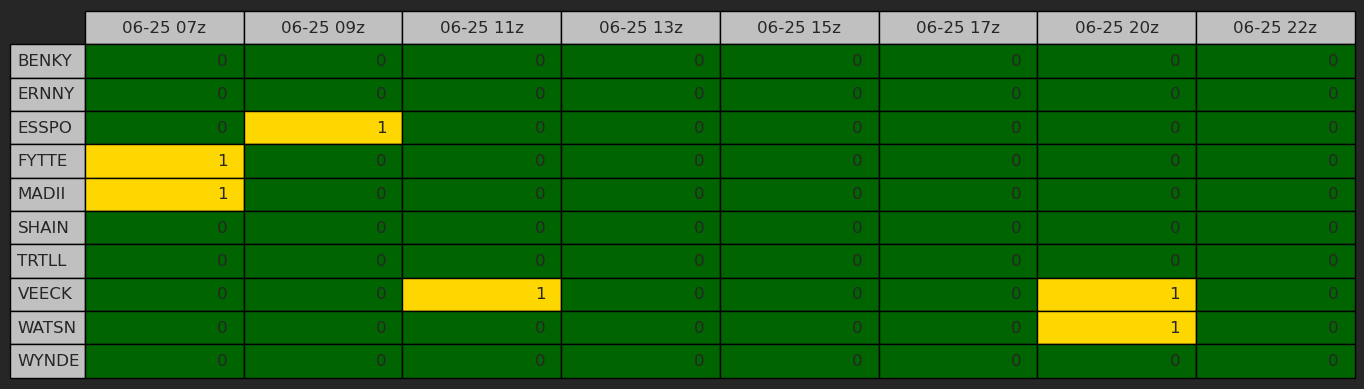 06-25 07z 06-25 09z 06-25 11z 06-25 13z 06-25 15z 06-25 17z 06-25 20z 06-25 22z
BENKY 0 0 0 0 0 0 0 0
ERNNY 0 0 0 0 0 0 0 0
ESSPO 0 1 0 0 0 0 0 0
FYTTE 1 0 0 0 0 0 0 0
MADII 1 0 0 0 0 0 0 0
SHAIN 0 0 0 0 0 0 0 0
TRTLL 0 0 0 0 0 0 0 0
VEECK 0 0 1 0 0 0 1 0
WATSN 0 0 0 0 0 0 1 0
WYNDE 0 0 0 0 0 0 0 0